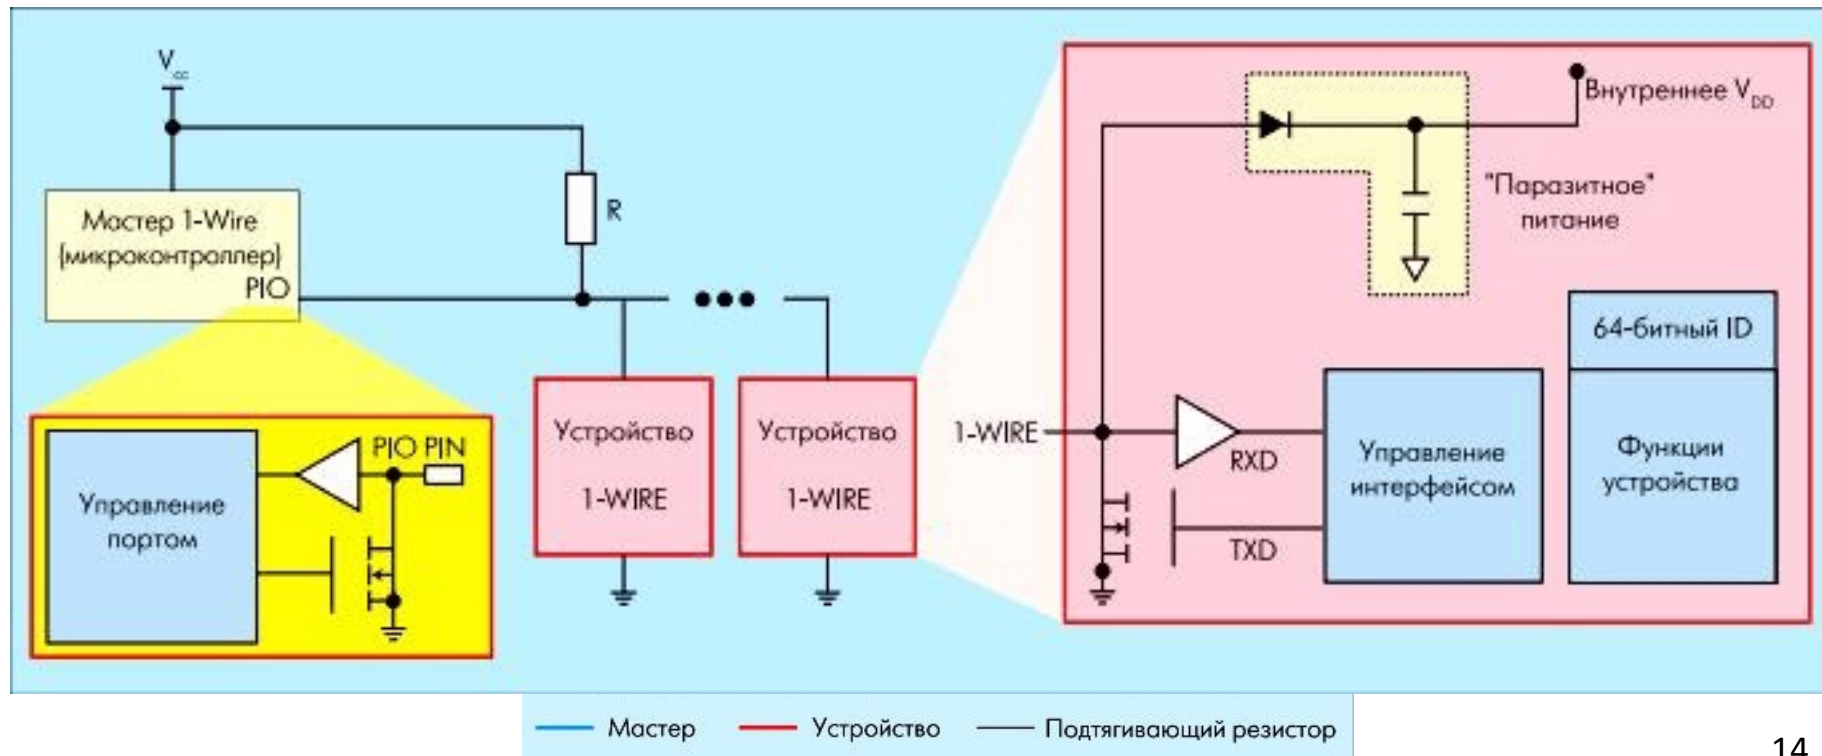 Vcc
Мастер 1-Wire
(микроконтроллер)
PIO
R
Устройство
1-WIRE
Устройство
1-WIRE
PIO PIN
Управление
портом
Внутреннее VDD
"Паразитное"
питание
64-битный ID
Функции
устройства
1-WIRE
RXD
TXD
Управление
интерфейсом
Мастер
Устройство
Подтягивающий резистор
14